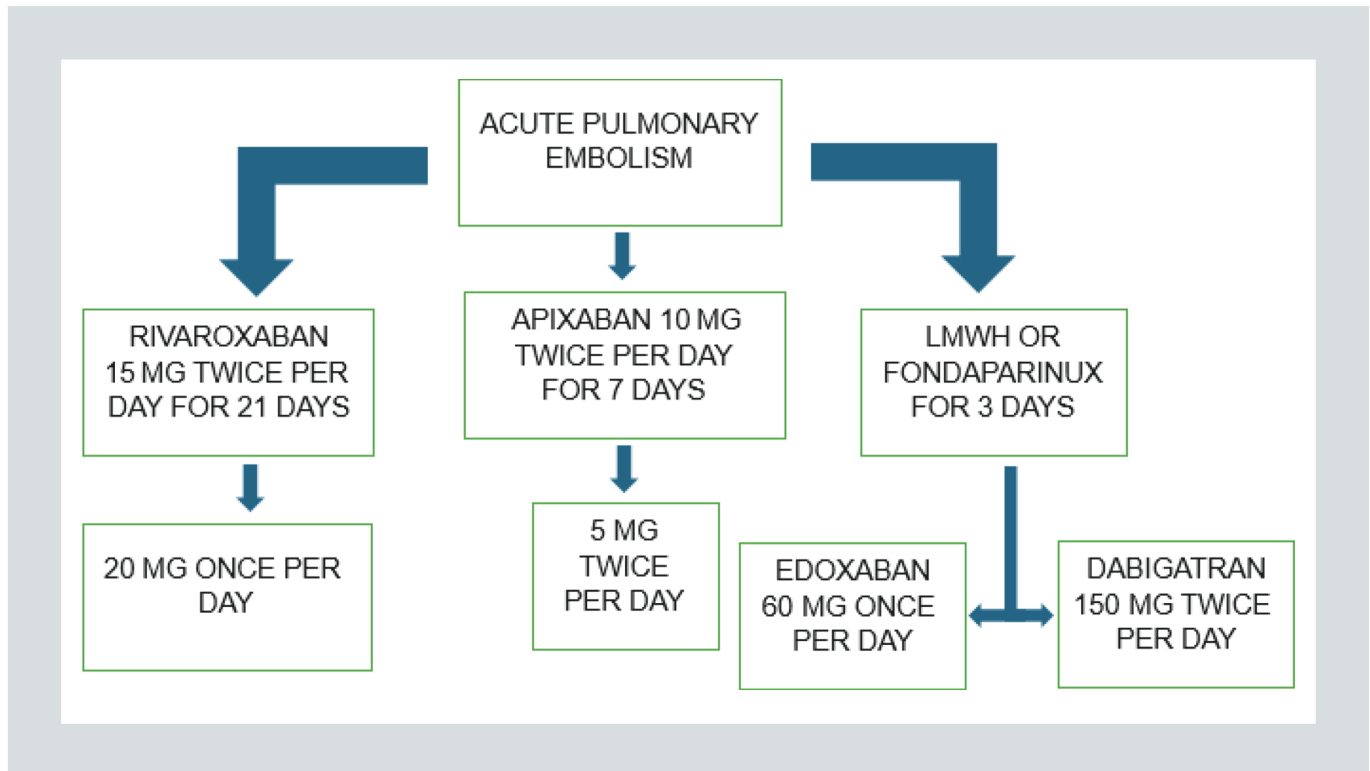 ACUTE PULMONARY
EMBOLISM
RIVAROXABAN
15 MG TWICE PER
DAY FOR 21 DAYS
20 MG ONCE PER
DAY
APIXABAN 10 MG
TWICE PER DAY
FOR 7 DAYS
5 MG
TWICE
PER DAY
LMWH OR
FONDAPARINUX
FOR 3 DAYS
EDOXABAN
60 MG ONCE
PER DAY
DABIGATRAN
150 MG TWICE
PER DAY